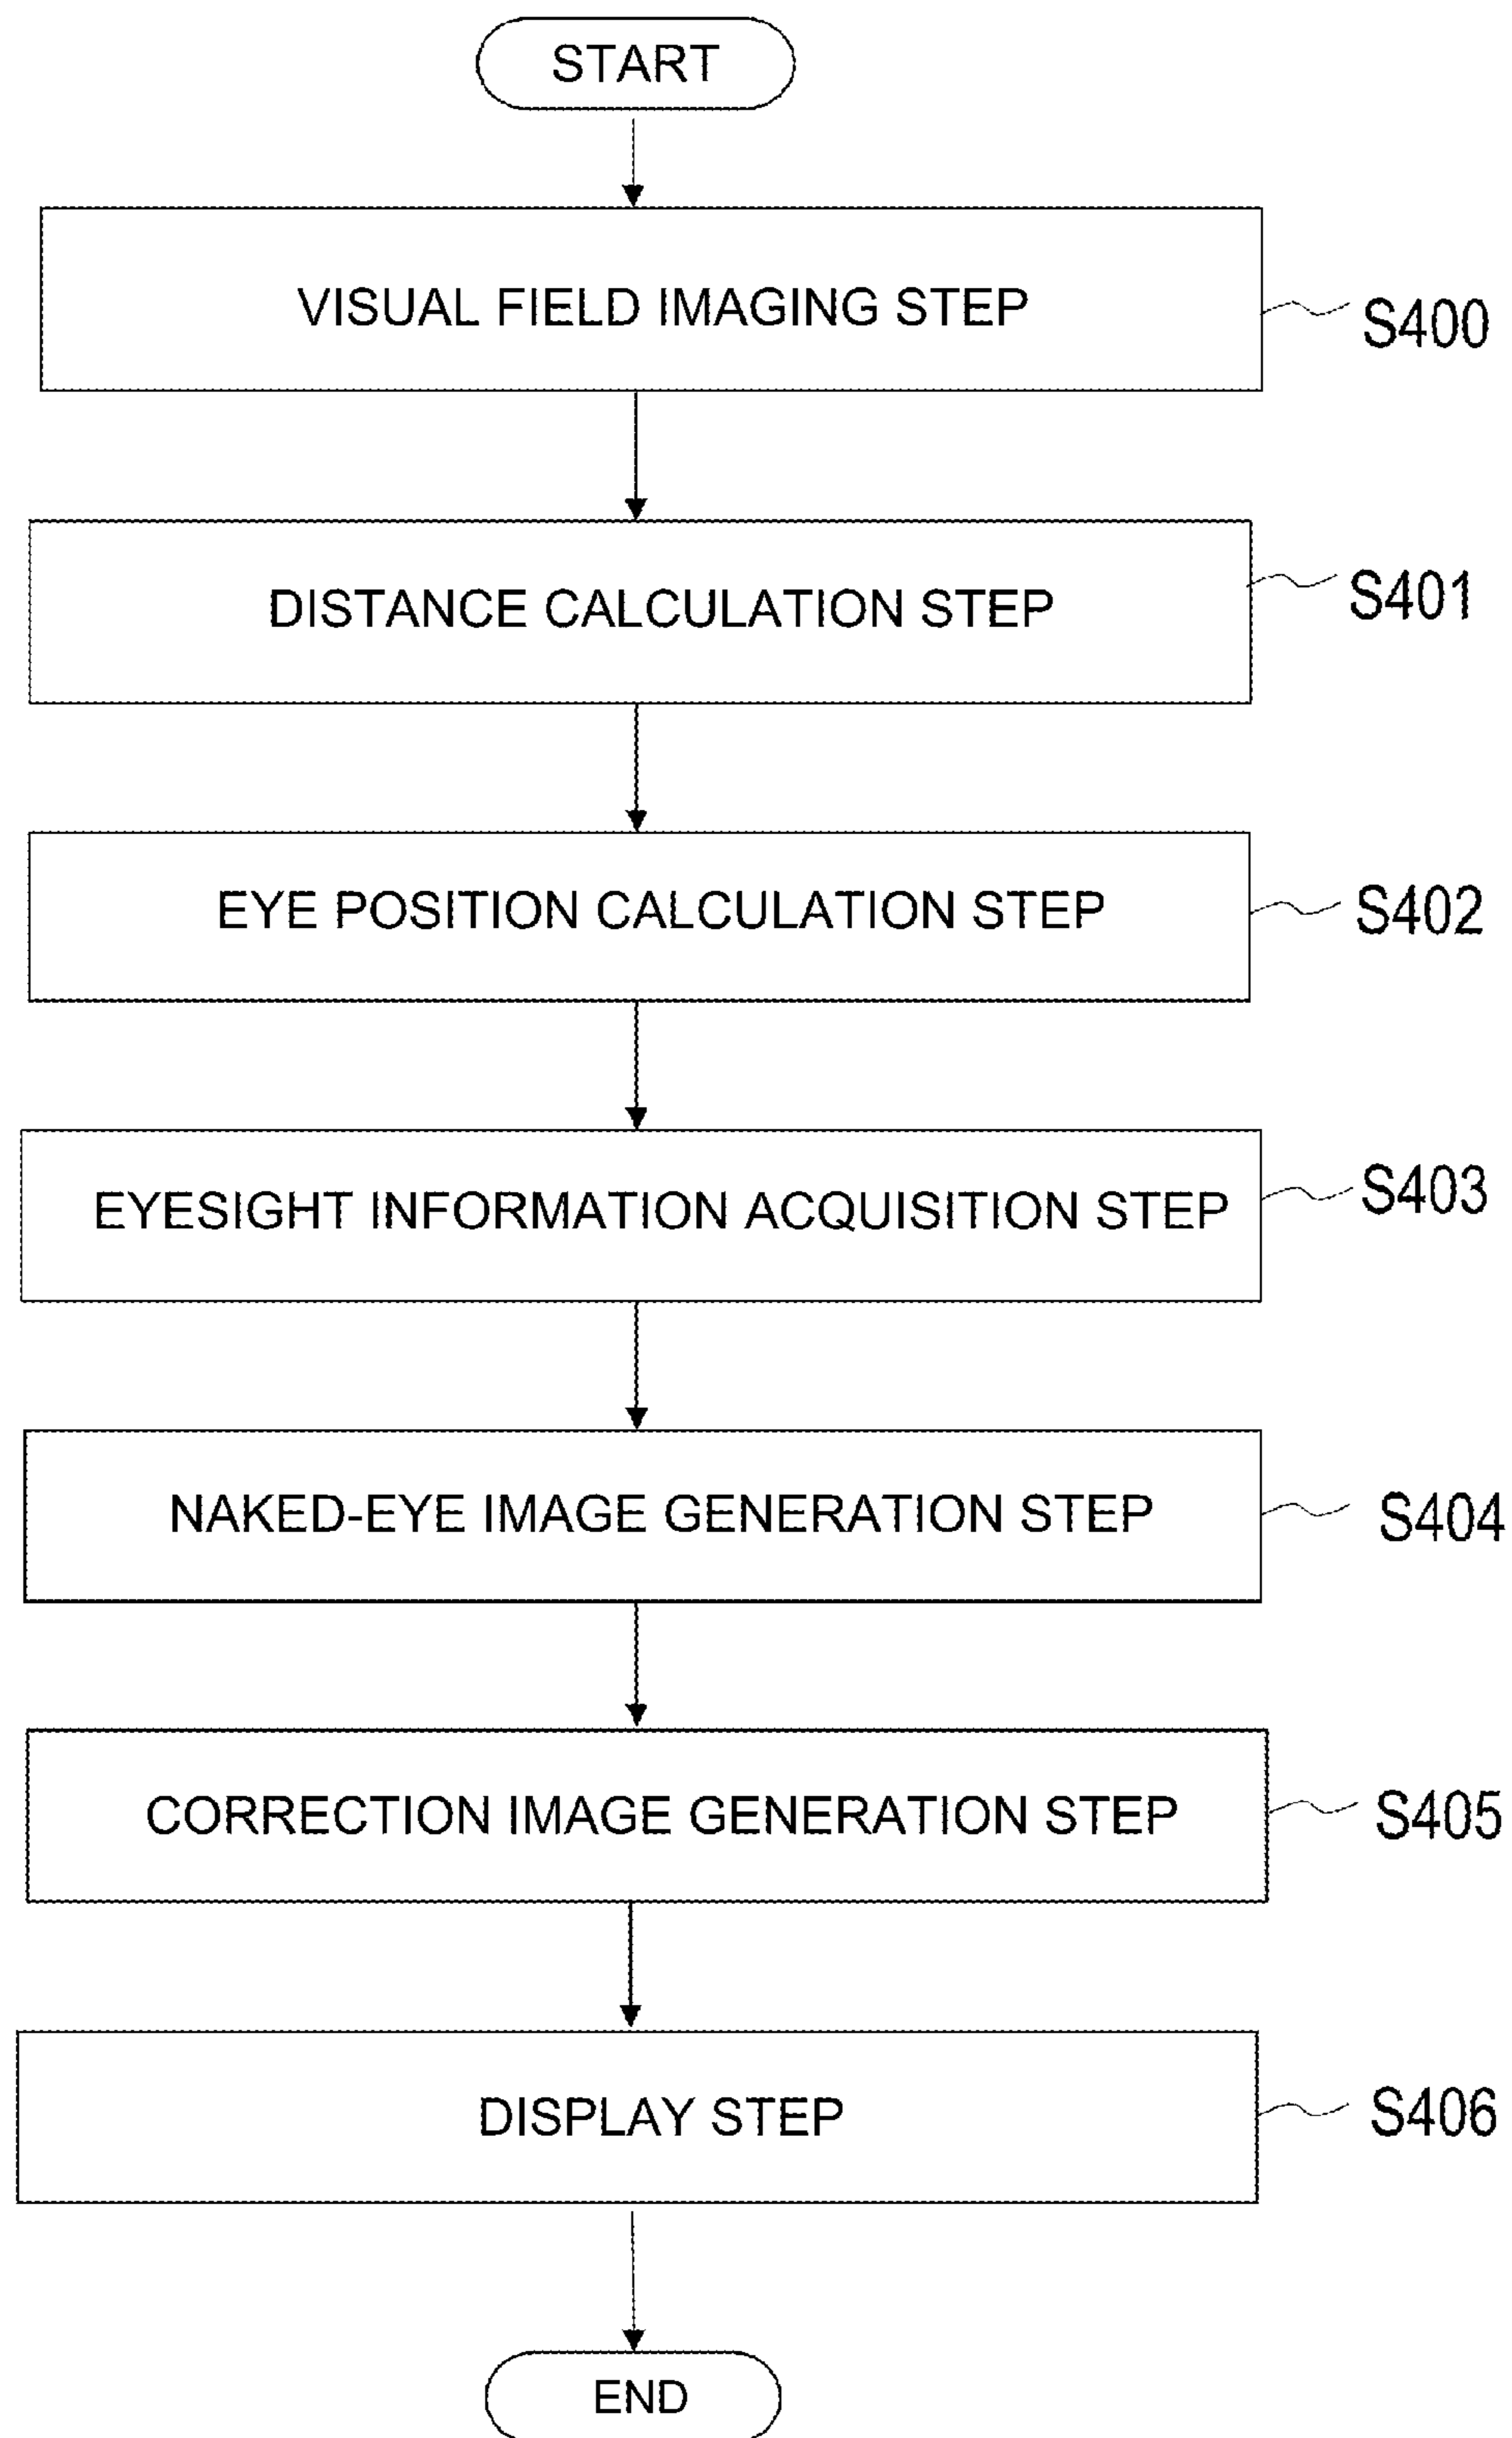 START
VISUAL FIELD IMAGING STEP
S400
DISTANCE CALCULATION STEP
S401
EYE POSITION CALCULATION STEP
S402
EYESIGHT INFORMATION ACQUISITION STEP
S403
NAKED-EYE IMAGE GENERATION STEP
S404
CORRECTION IMAGE GENERATION STEP
S405
DISPLAY STEP
S406
END